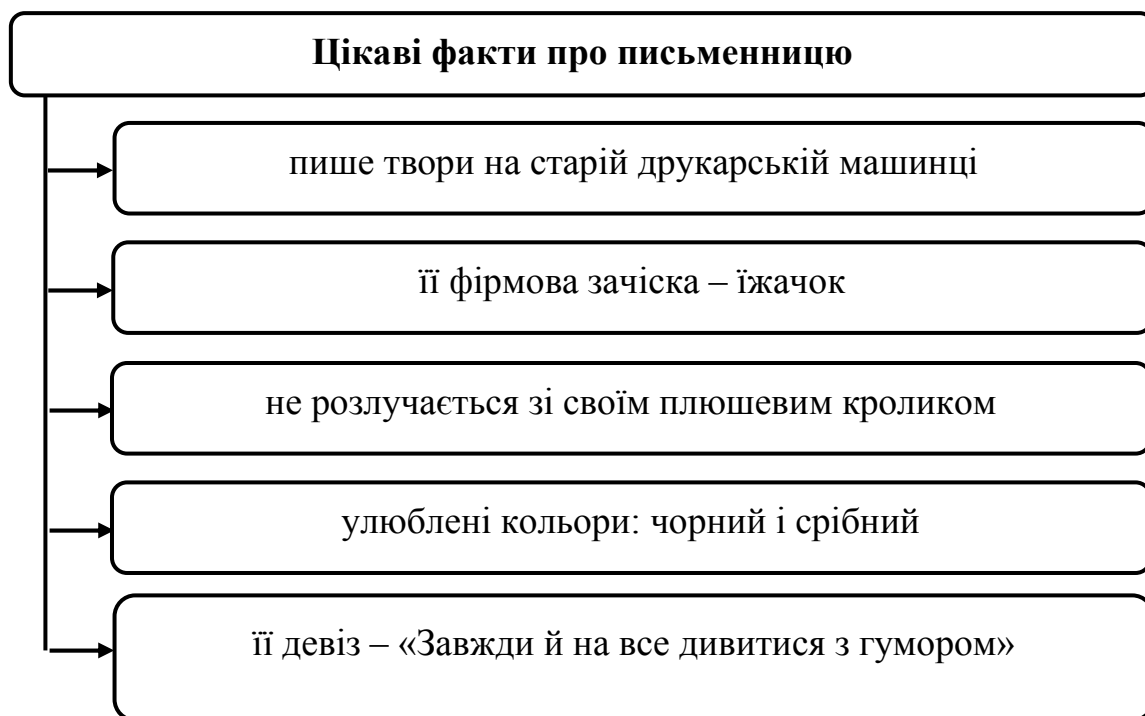 Цікаві факти про письменницю
пише твори на старій друкарській машинці
її фірмова зачіска – їжачок
не розлучається зі своїм плюшевим кроликом
улюблені кольори: чорний і срібний
її девіз – «Завжди й на все дивитися з гумором»